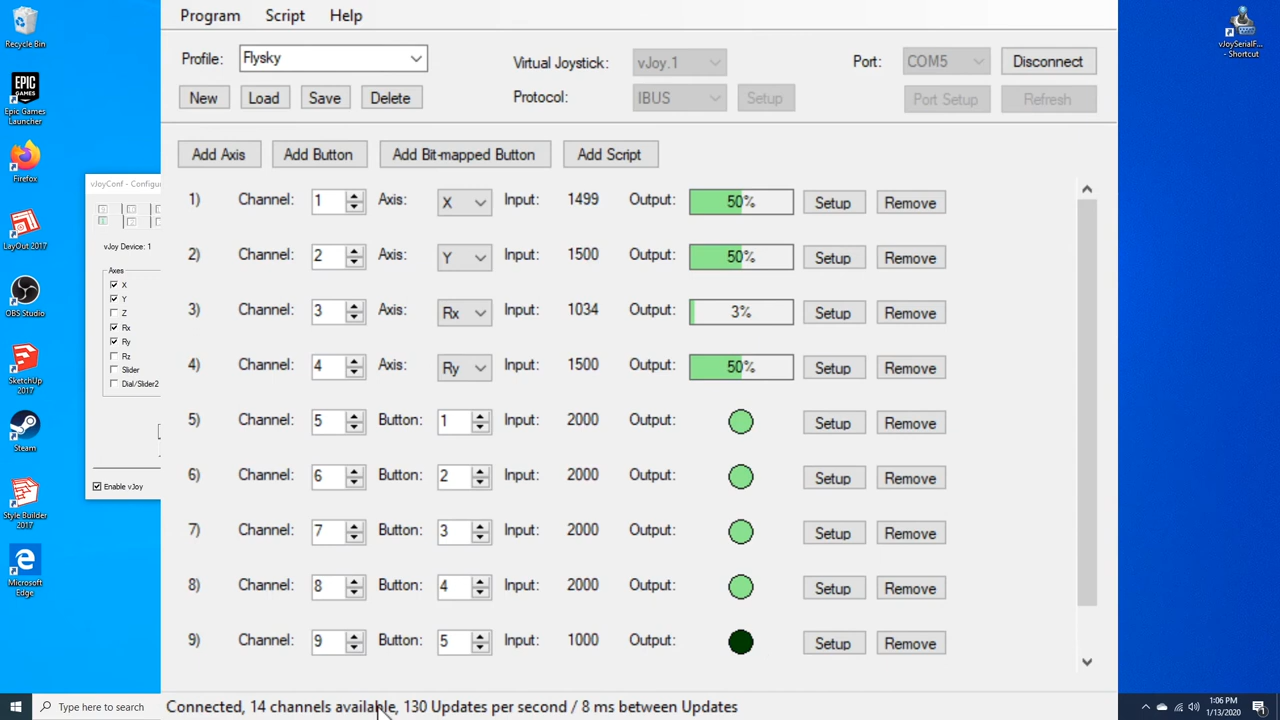 Program Script Help
Profile: Flysky Virtual Joystick: vJoy.1 Port: COM5 Disconnect
New Load Save Delete Protocol: IBUS Setup Port Setup Refresh
Add Axis Add Button Add Bit-mapped Button Add Script
1) Channel: 1 Axis: X Input: 1499 Output: 50% Setup Remove
2) Channel: 2 Axis: Y Input: 1500 Output: 50% Setup Remove
3) Channel: 3 Axis: Rx Input: 1034 Output: 3% Setup Remove
4) Channel: 4 Axis: Ry Input: 1500 Output: 50% Setup Remove
5) Channel: 5 Button: 1 Input: 2000 Output: Setup Remove
6) Channel: 6 Button: 2 Input: 2000 Output: Setup Remove
7) Channel: 7 Button: 3 Input: 2000 Output: Setup Remove
8) Channel: 8 Button: 4 Input: 2000 Output: Setup Remove
9) Channel: 9 Button: 5 Input: 1000 Output: Setup Remove
Connected, 14 channels available, 130 Updates per second / 8 ms between Updates
Recycle Bin
Epic Games
Launcher
Firefox
LayOut 2017
OBS Studio
SketchUp
2017
Steam
Style Builder
2017
Microsoft
Edge
vJoyConf - Configu
vJoy Device: 1
Axes
X
Y
Z
Rx
Ry
Rz
Slider
Dial/Slider2
Enable vJoy
vJoySerialF...
- Shortcut
Type here to search
1:06 PM
1/13/2020